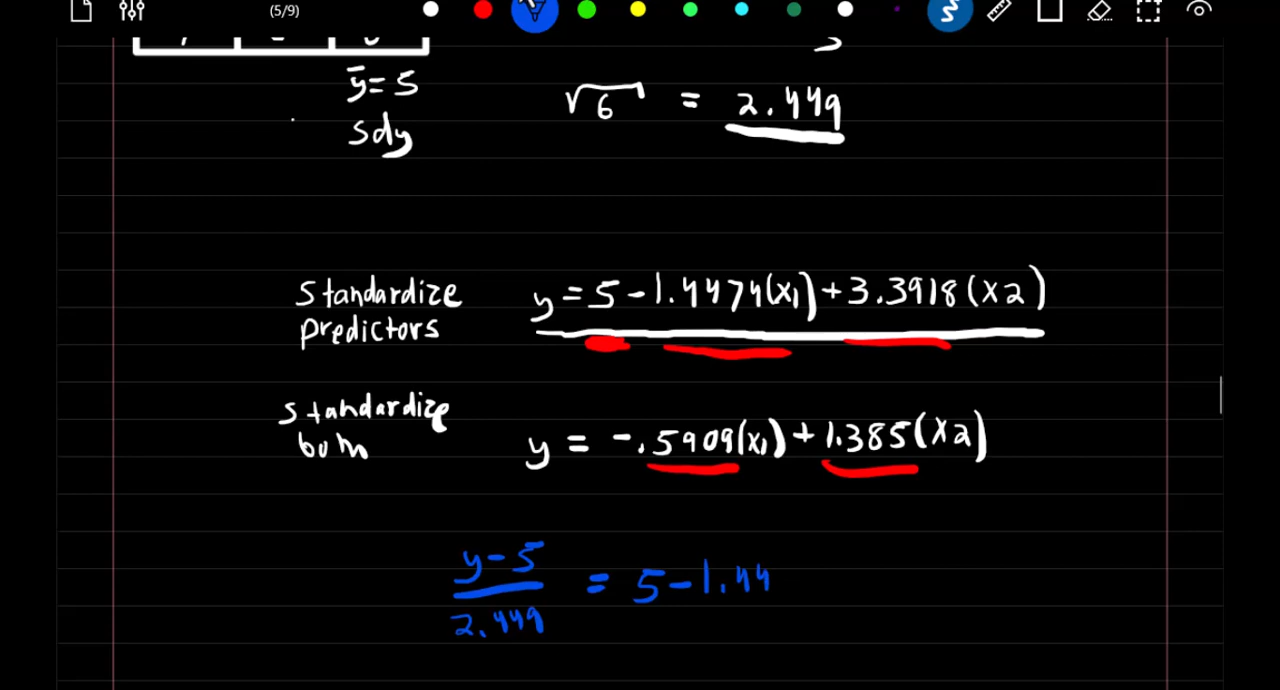 (5/9)
ȳ = 5
√6 = 2.449
sdy
Standardize
predictors
y = 5 - 1.4474(x₁) + 3.3918(x2)
Standardize
both
y = -.5909(x₁) + 1.385(x2)
y - 5
2.449
= 5 - 1.44